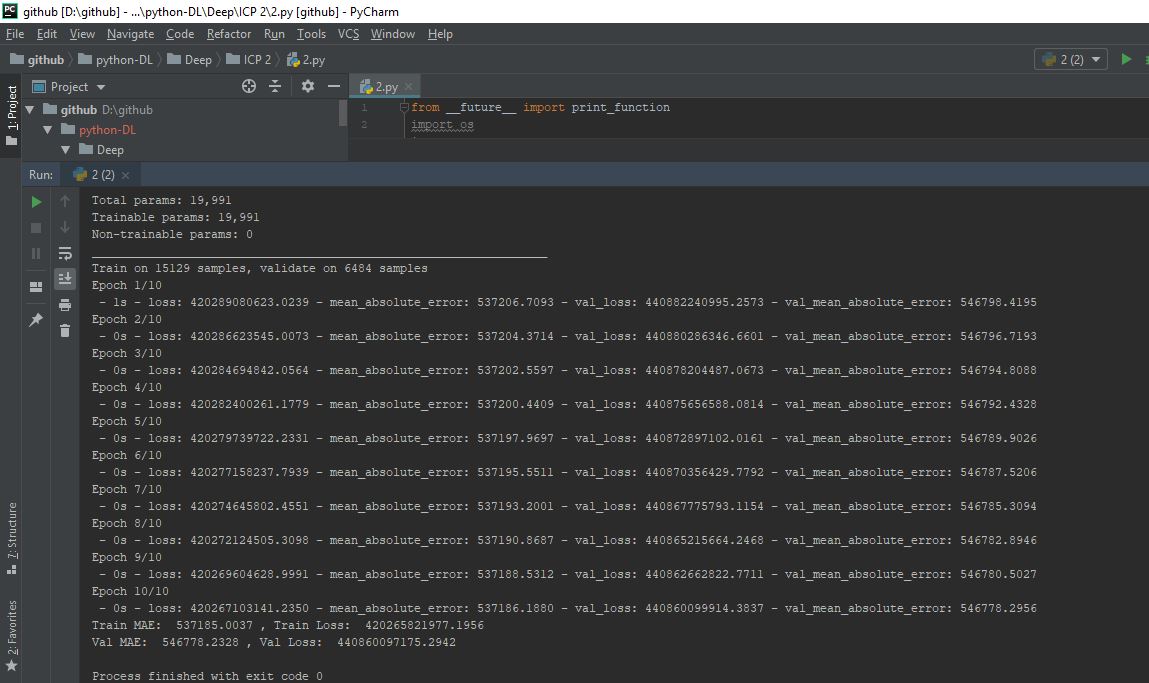 github [D:\github] - ...\python-DL\Deep\ICP 2\2.py [github] - PyCharm
File Edit View Navigate Code Refactor Run Tools VCS Window Help
github python-DL Deep ICP 2 2.py 2 (2)
1: Project
Project
2.py
github D:\github
python-DL
Deep
1 from __future__ import print_function
2 import os
Run: 2 (2)
Total params: 19,991
Trainable params: 19,991
Non-trainable params: 0
_________________________________________________________________
Train on 15129 samples, validate on 6484 samples
Epoch 1/10
 - 1s - loss: 420289080623.0239 - mean_absolute_error: 537206.7093 - val_loss: 440882240995.2573 - val_mean_absolute_error: 546798.4195
Epoch 2/10
 - 0s - loss: 420286623545.0073 - mean_absolute_error: 537204.3714 - val_loss: 440880286346.6601 - val_mean_absolute_error: 546796.7193
Epoch 3/10
 - 0s - loss: 420284694842.0564 - mean_absolute_error: 537202.5597 - val_loss: 440878204487.0673 - val_mean_absolute_error: 546794.8088
Epoch 4/10
 - 0s - loss: 420282400261.1779 - mean_absolute_error: 537200.4409 - val_loss: 440875656588.0814 - val_mean_absolute_error: 546792.4328
Epoch 5/10
 - 0s - loss: 420279739722.2331 - mean_absolute_error: 537197.9697 - val_loss: 440872897102.0161 - val_mean_absolute_error: 546789.9026
Epoch 6/10
 - 0s - loss: 420277158237.7939 - mean_absolute_error: 537195.5511 - val_loss: 440870356429.7792 - val_mean_absolute_error: 546787.5206
Epoch 7/10
 - 0s - loss: 420274645802.4551 - mean_absolute_error: 537193.2001 - val_loss: 440867775793.1154 - val_mean_absolute_error: 546785.3094
Epoch 8/10
 - 0s - loss: 420272124505.3098 - mean_absolute_error: 537190.8687 - val_loss: 440865215664.2468 - val_mean_absolute_error: 546782.8946
Epoch 9/10
 - 0s - loss: 420269604628.9991 - mean_absolute_error: 537188.5312 - val_loss: 440862662822.7711 - val_mean_absolute_error: 546780.5027
Epoch 10/10
 - 0s - loss: 420267103141.2350 - mean_absolute_error: 537186.1880 - val_loss: 440860099914.3837 - val_mean_absolute_error: 546778.2956
Train MAE:  537185.0037 , Train Loss:  420265821977.1956
Val MAE:  546778.2328 , Val Loss:  440860097175.2942
Process finished with exit code 0
7: Structure
2: Favorites